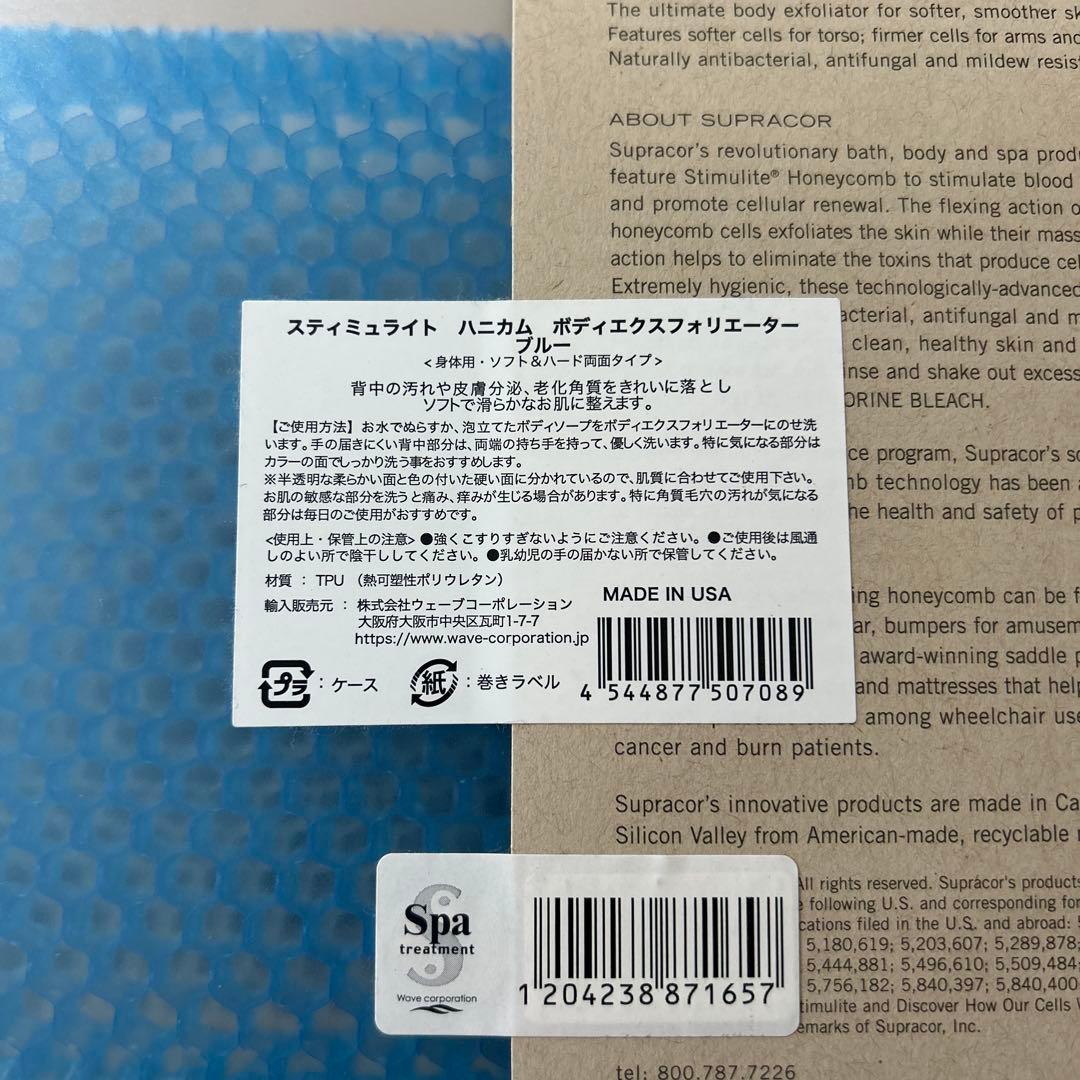 The ultimate body exfoliator for softer, smoother
Features softer cells for torso; firmer cells for arms and
Naturally antibacterial, antifungal and mildew
ABOUT SUPRACOR
Supracor's revolutionary bath, body and spa
feature Stimulite® Honeycomb to stimulate blood
and promote cellular renewal. The flexing action
honeycomb cells exfoliates the skin while their
action helps to eliminate the toxins that produce
Extremely hygienic, these technologically-advanced
antifungal and
clean, healthy skin and
and shake out excess
BLEACH.
program, Supracor's
technology has been
health and safety of
honeycomb can be
bumpers for
award-winning saddle
and mattresses that
among wheelchair
cancer and burn patients.
Supracor's innovative products are made in
Silicon Valley from American-made, recyclable
All rights reserved. Supracor's products
following U.S. and corresponding
filed in the U.S. and abroad:
5,180,619; 5,203,607; 5,289,878;
5,444,881; 5,496,610; 5,509,484;
5,756,182; 5,840,397; 5,840,400
and Discover How Our Cells
of Supracor, Inc.
tel: 800.787.7226
スティミュライト ハニカム ボディエクスフォリエーター
ブルー
<身体用・ソフト&ハード両面タイプ>
背中の汚れや皮膚分泌、老化角質をきれいに落とし
ソフトで滑らかなお肌に整えます。
【ご使用方法】お水でぬらすか、泡立てたボディソープをボディエクスフォリエーターにのせ洗
います。手の届きにくい背中部分は、両端の持ち手を持って、優しく洗います。特に気になる部分は
カラーの面でしっかり洗う事をおすすめします。
※半透明な柔らかい面と色の付いた硬い面に分かれているので、肌質に合わせてご使用下さい。
お肌の敏感な部分を洗うと痛み、痒みが生じる場合があります。特に角質毛穴の汚れが気になる
部分は毎日のご使用がおすすめです。
<使用上・保管上の注意>●強くこすりすぎないようにご注意ください。●ご使用後は風通
しのよい所で陰干ししてください。●乳幼児の手の届かない所で保管してください。
材質 : TPU (熱可塑性ポリウレタン)
輸入販売元 : 株式会社ウェーブコーポレーション
大阪府大阪市中央区瓦町1-7-7
https://www.wave-corporation.jp
MADE IN USA
プラ : ケース
紙 : 巻きラベル
4 544877 507089
Spa
treatment
Wave corporation
1 204238 871657